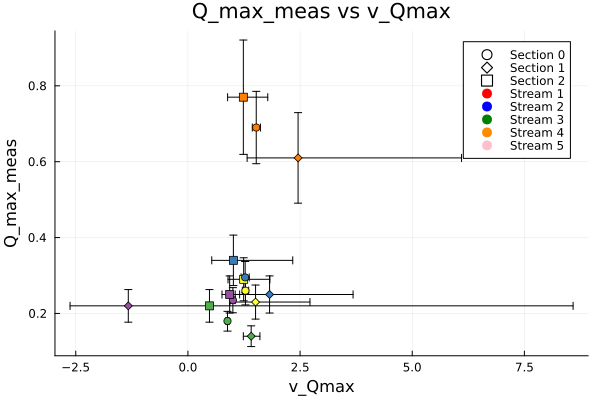 Q_max_meas vs v_Qmax
Section 0
Section 1
Section 2
Stream 1
Stream 2
Stream 3
Stream 4
Stream 5
Q_max_meas
0.8
0.6
0.4
0.2
−2.5
0.0
2.5
5.0
7.5
v_Qmax